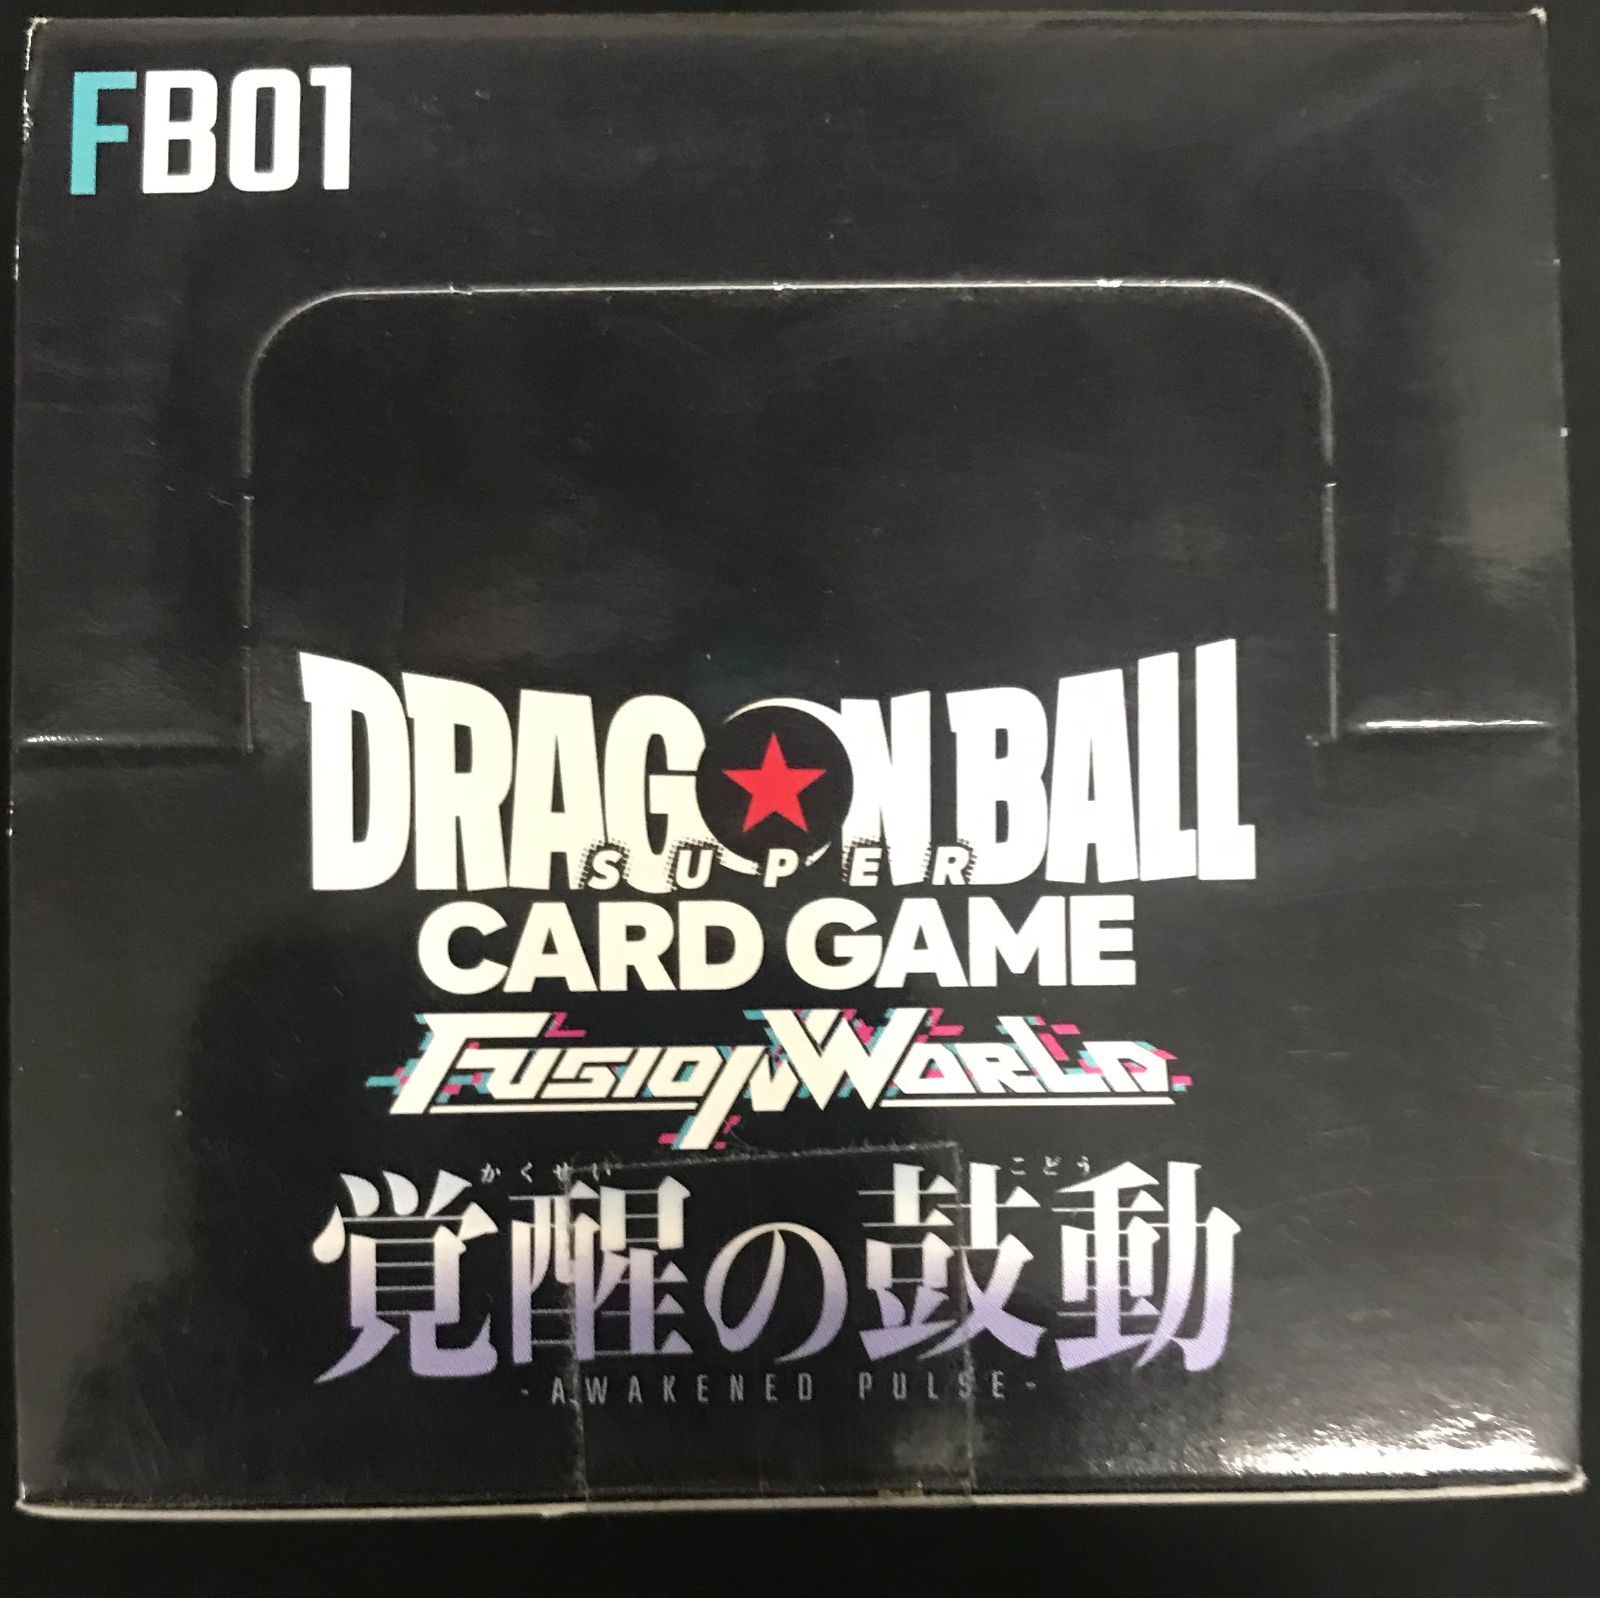 FB01
DRAGON BALL
SUPER
CARD GAME
FUSION WORLD
かくせい こどう
覚醒の鼓動
-AWAKENED PULSE-